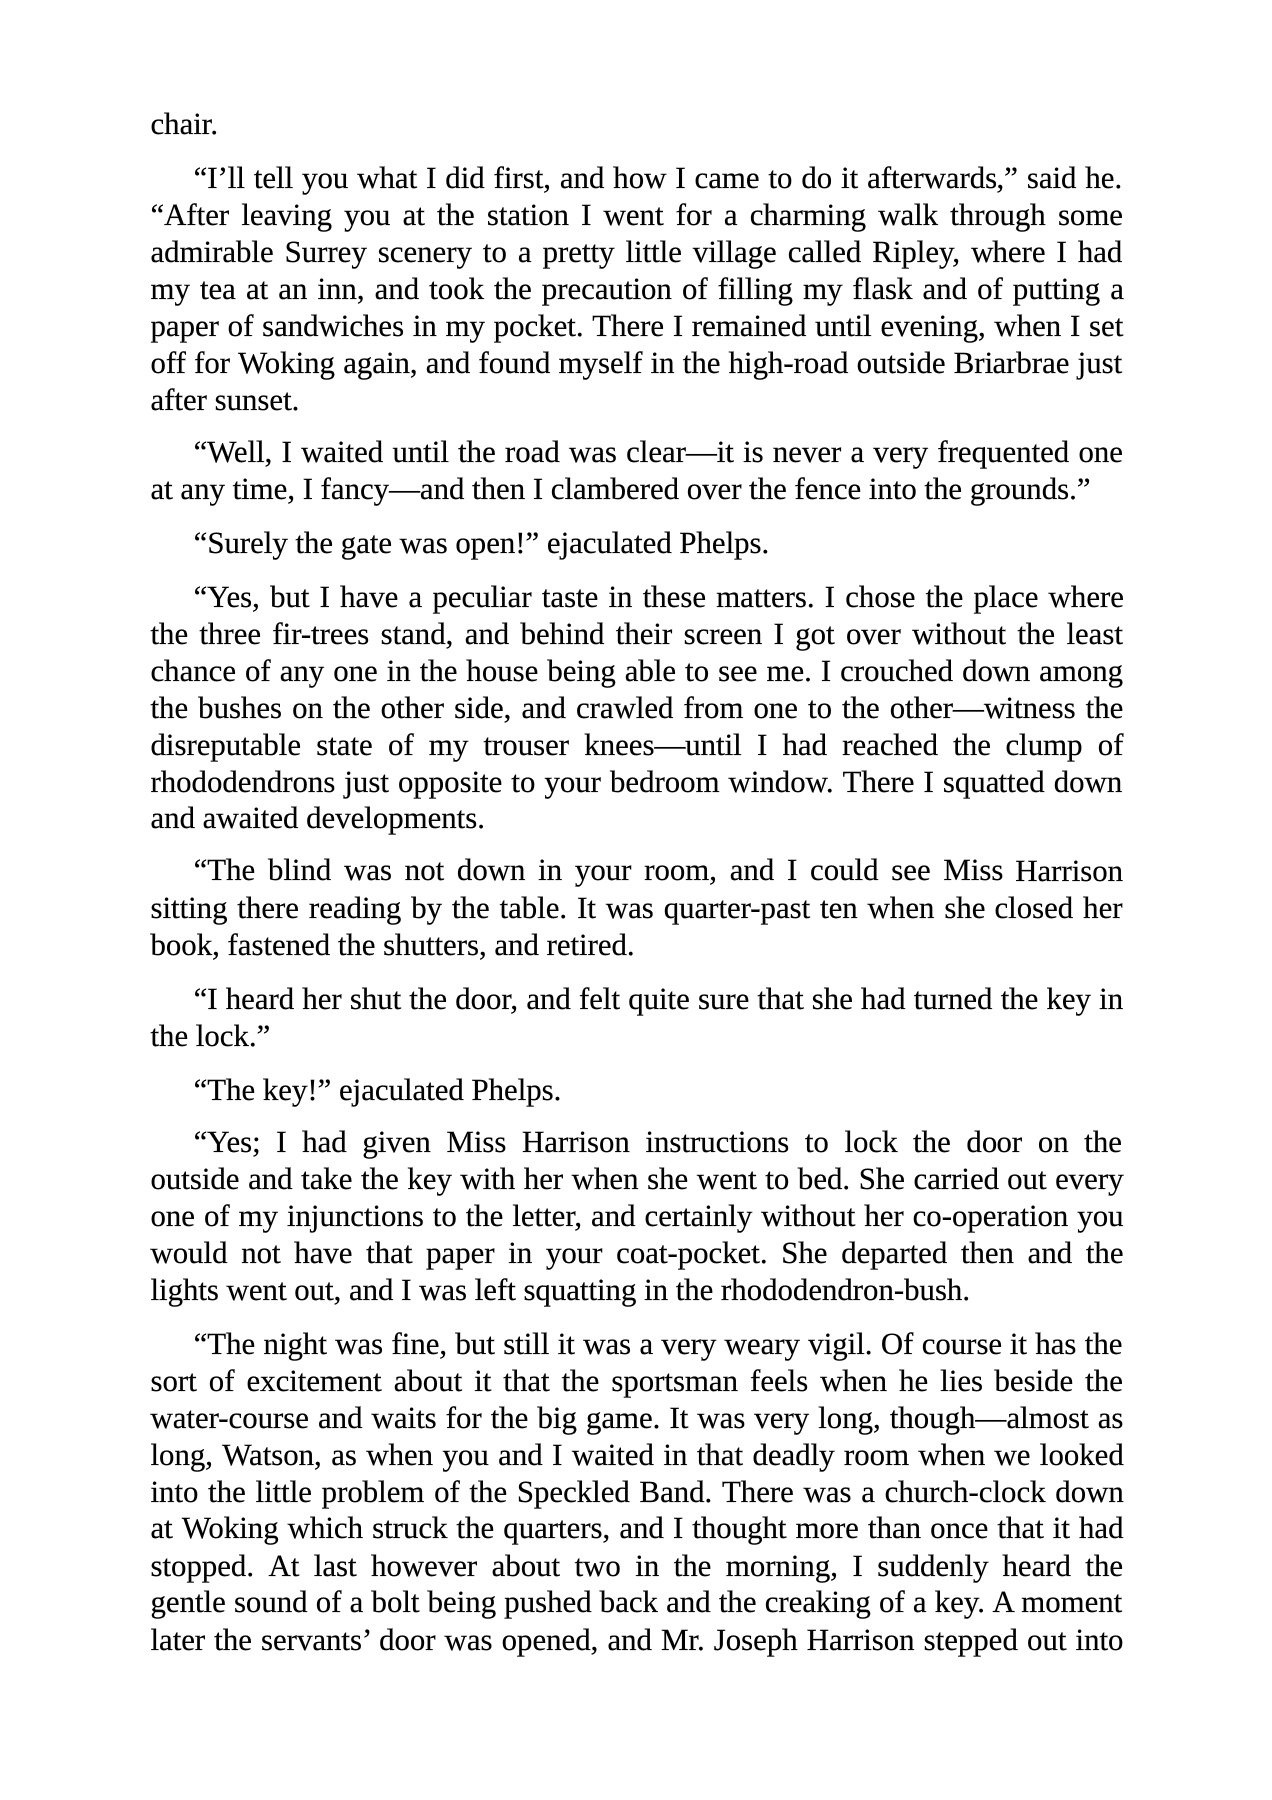 chair.
“I’ll tell you what I did first, and how I came to do it afterwards,” said he.
“After leaving you at the station I went for a charming walk through some
admirable Surrey scenery to a pretty little village called Ripley, where I had
my tea at an inn, and took the precaution of filling my flask and of putting a
paper of sandwiches in my pocket. There I remained until evening, when I set
off for Woking again, and found myself in the high-road outside Briarbrae just
after sunset.
“Well, I waited until the road was clear—it is never a very frequented one
at any time, I fancy—and then I clambered over the fence into the grounds.”
“Surely the gate was open!” ejaculated Phelps.
“Yes, but I have a peculiar taste in these matters. I chose the place where
the three fir-trees stand, and behind their screen I got over without the least
chance of any one in the house being able to see me. I crouched down among
the bushes on the other side, and crawled from one to the other—witness the
disreputable state of my trouser knees—until I had reached the clump of
rhododendrons just opposite to your bedroom window. There I squatted down
and awaited developments.
“The blind was not down in your room, and I could see Miss Harrison
sitting there reading by the table. It was quarter-past ten when she closed her
book, fastened the shutters, and retired.
“I heard her shut the door, and felt quite sure that she had turned the key in
the lock.”
“The key!” ejaculated Phelps.
“Yes; I had given Miss Harrison instructions to lock the door on the
outside and take the key with her when she went to bed. She carried out every
one of my injunctions to the letter, and certainly without her co-operation you
would not have that paper in your coat-pocket. She departed then and the
lights went out, and I was left squatting in the rhododendron-bush.
“The night was fine, but still it was a very weary vigil. Of course it has the
sort of excitement about it that the sportsman feels when he lies beside the
water-course and waits for the big game. It was very long, though—almost as
long, Watson, as when you and I waited in that deadly room when we looked
into the little problem of the Speckled Band. There was a church-clock down
at Woking which struck the quarters, and I thought more than once that it had
stopped. At last however about two in the morning, I suddenly heard the
gentle sound of a bolt being pushed back and the creaking of a key. A moment
later the servants’ door was opened, and Mr. Joseph Harrison stepped out into